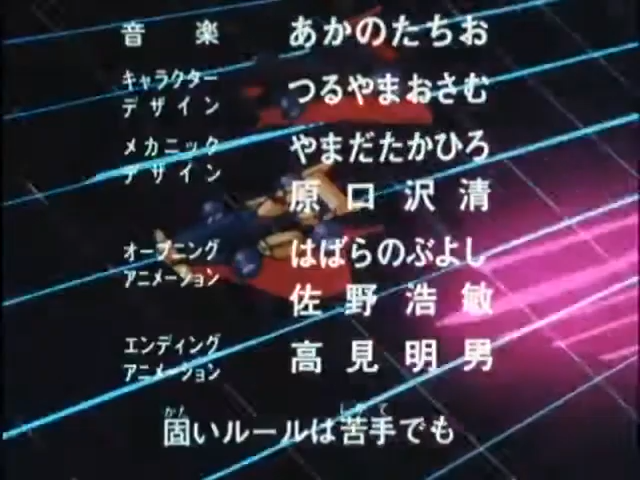 音楽 あかのたちお
キャラクターデザイン つるやまおさむ
メカニックデザイン やまだたかひろ
原口沢清
オープニングアニメーション はばらのぶよし
佐野浩敏
エンディングアニメーション 高見明男
固いルールは苦手でも